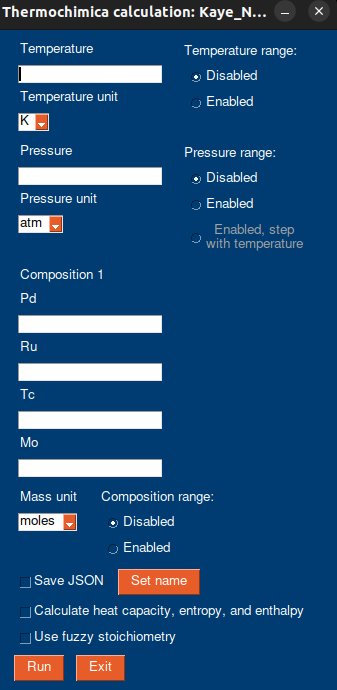 Thermochimica calculation: Kaye_N...
Temperature
Temperature range:
Disabled
Temperature unit
Enabled
K
Pressure
Pressure range:
Disabled
Pressure unit
Enabled
atm
Enabled, step
with temperature
Composition 1
Pd
Ru
Tc
Mo
Mass unit
Composition range:
moles
Disabled
Enabled
Save JSON
Set name
Calculate heat capacity, entropy, and enthalpy
Use fuzzy stoichiometry
Run
Exit